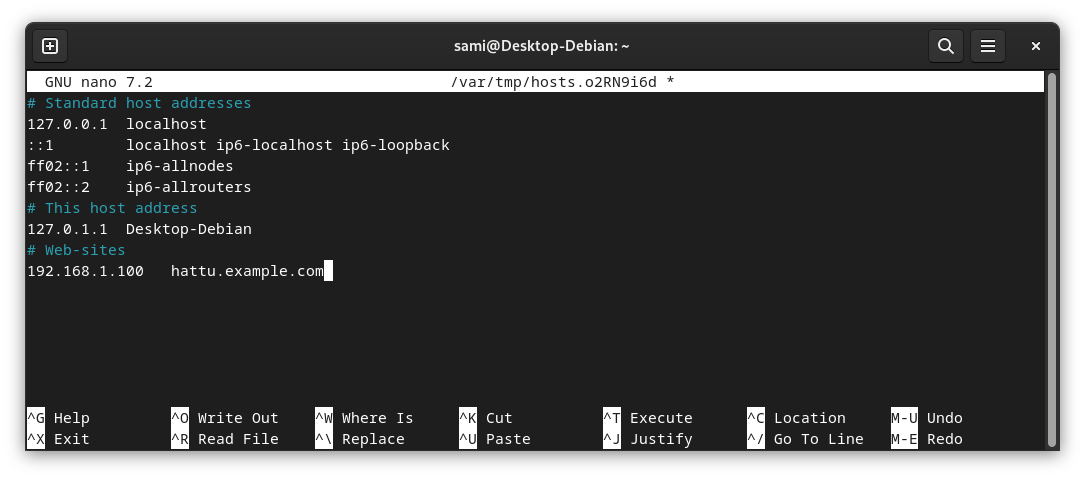 sami@Desktop-Debian: ~
GNU nano 7.2 /var/tmp/hosts.o2RN9i6d *
# Standard host addresses
127.0.0.1 localhost
::1 localhost ip6-localhost ip6-loopback
ff02::1 ip6-allnodes
ff02::2 ip6-allrouters
# This host address
127.0.1.1 Desktop-Debian
# Web-sites
192.168.1.100 hattu.example.com
^G Help ^O Write Out ^W Where Is ^K Cut ^T Execute ^C Location M-U Undo
^X Exit ^R Read File ^\ Replace ^U Paste ^J Justify ^/ Go To Line M-E Redo